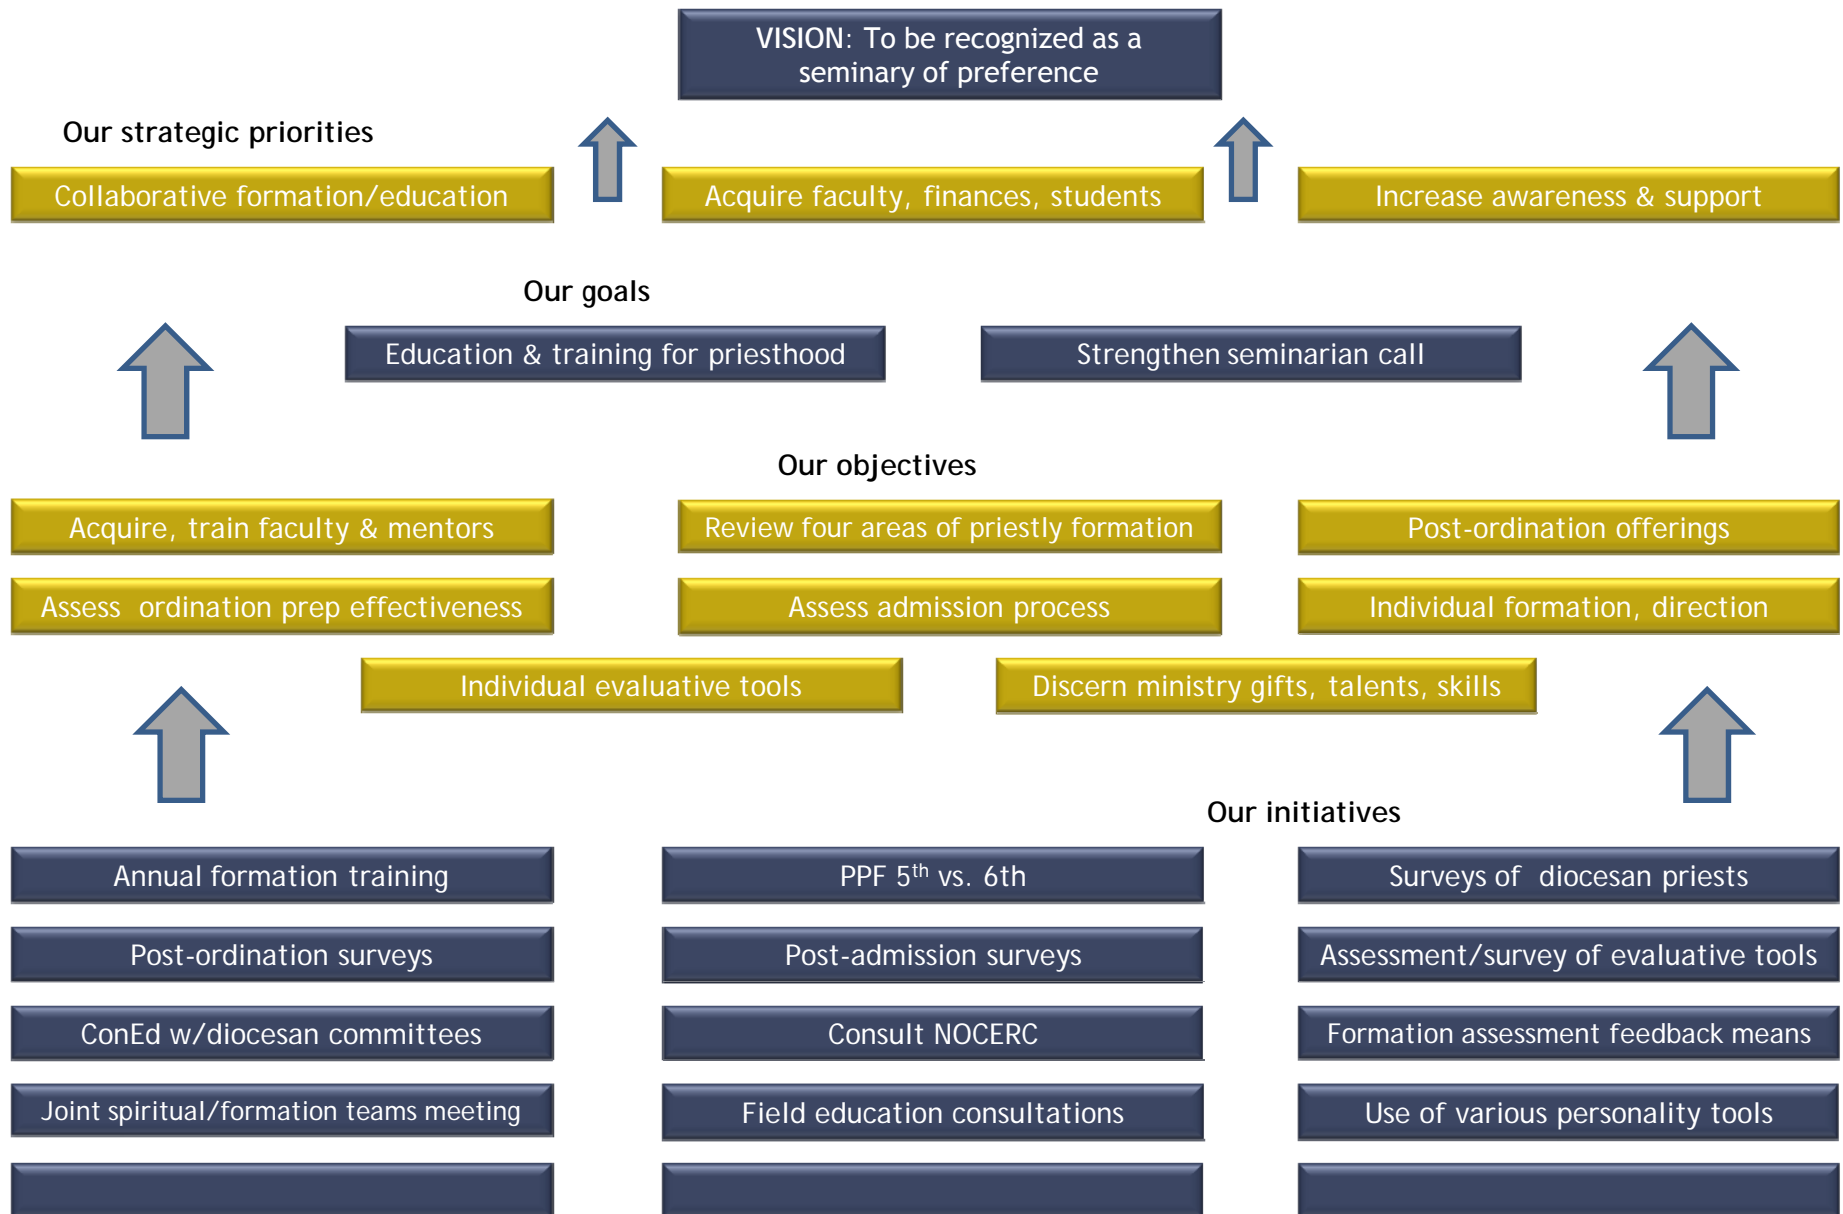 VISION: To be recognized as a
seminary of preference
Our strategic priorities
Collaborative formation/education
Acquire faculty, finances, students
Increase awareness & support
Our goals
Education & training for priesthood
Strengthen seminarian call
Our objectives
Acquire, train faculty & mentors
Review four areas of priestly formation
Post-ordination offerings
Assess ordination prep effectiveness
Assess admission process
Individual formation, direction
Individual evaluative tools
Discern ministry gifts, talents, skills
Our initiatives
Annual formation training
PPF 5th vs. 6th
Surveys of diocesan priests
Post-ordination surveys
Post-admission surveys
Assessment/survey of evaluative tools
ConEd w/diocesan committees
Consult NOCERC
Formation assessment feedback means
Joint spiritual/formation teams meeting
Field education consultations
Use of various personality tools